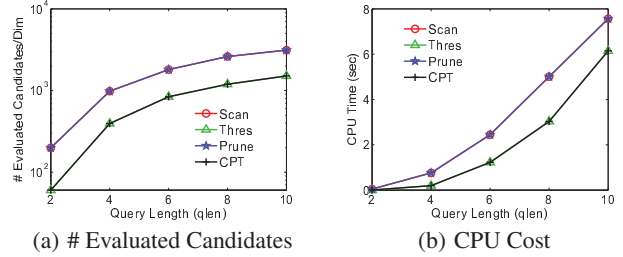 # Evaluated Candidates/Dim
10^4
10^3
10^2
Scan
Thres
Prune
CPT
2 4 6 8 10
Query Length (qlen)
(a) # Evaluated Candidates
CPU Time (sec)
8
6
4
2
0
Scan
Thres
Prune
CPT
2 4 6 8 10
Query Length (qlen)
(b) CPU Cost